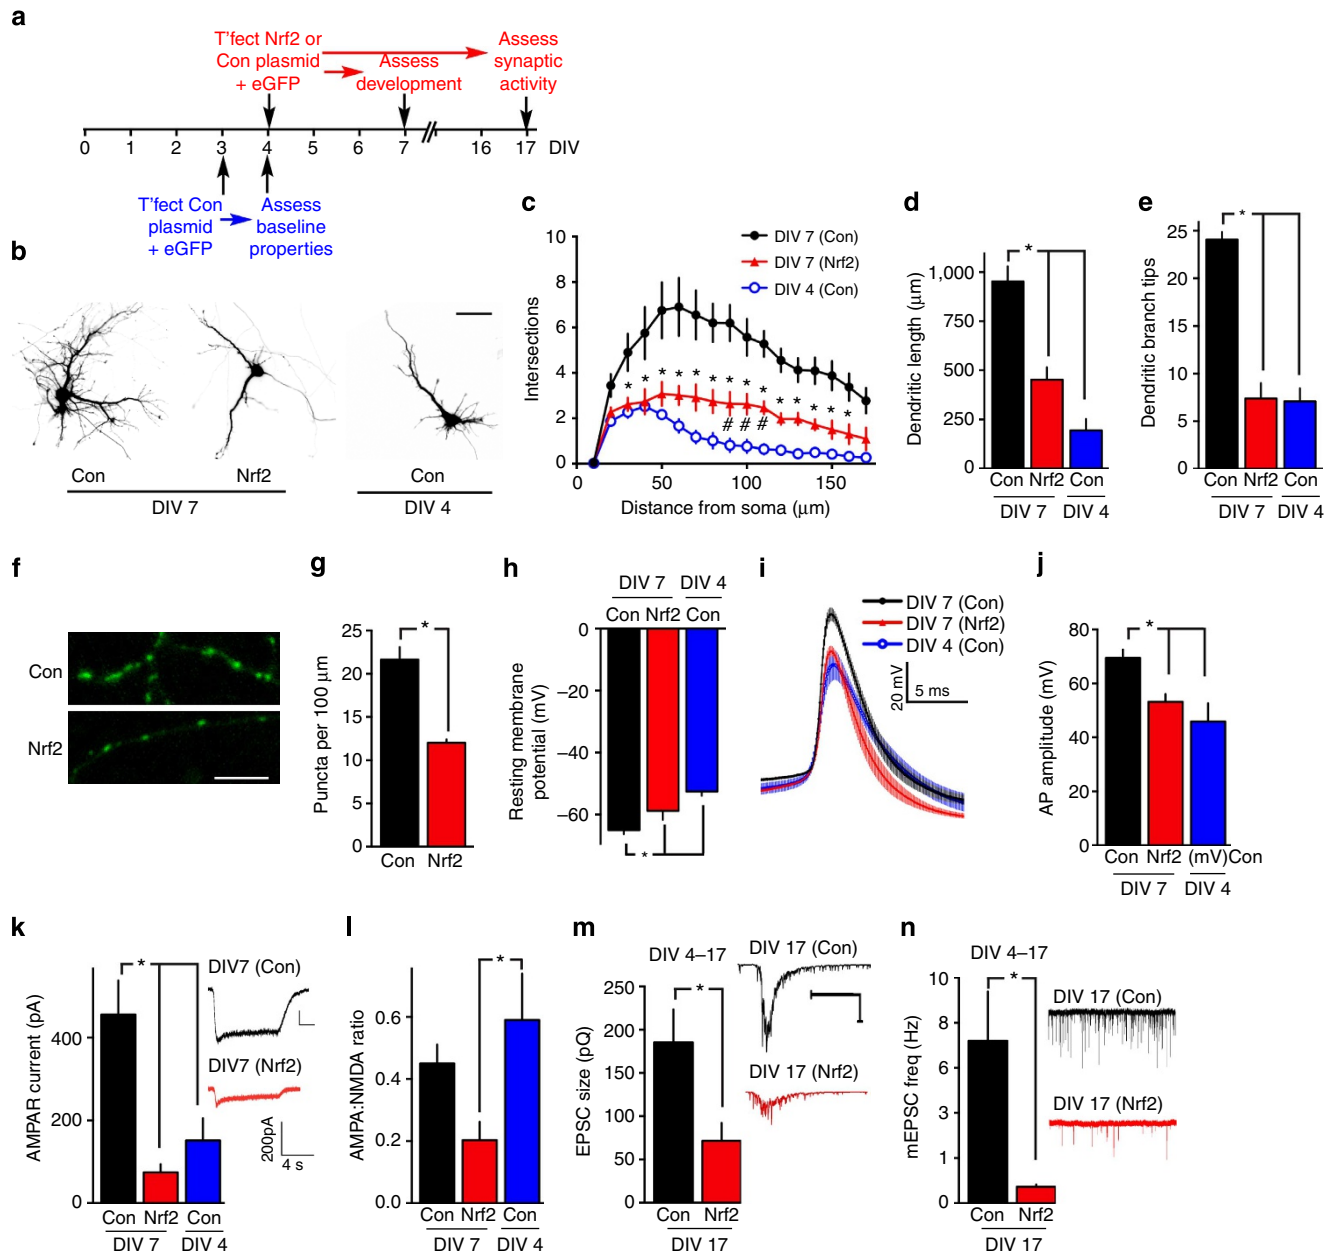 a
T'fect Nrf2 or
Con plasmid
+ eGFP
Assess
development
Assess
synaptic
activity
0 1 2 3 4 5 6 7 16 17 DIV
T'fect Con
plasmid
+ eGFP
Assess
baseline
properties
b
Con Nrf2 Con
DIV 7 DIV 4
c
DIV 7 (Con)
DIV 7 (Nrf2)
DIV 4 (Con)
Intersections
10
8
6
4
2
0
* * * * * * * * * * * * * *
# # #
0 50 100 150
Distance from soma (μm)
d
Dendritic length (μm)
1,000
750
500
250
0
*
Con Nrf2 Con
DIV 7 DIV 4
e
Dendritic branch tips
25
20
15
10
5
0
*
Con Nrf2 Con
DIV 7 DIV 4
f
Con
Nrf2
g
Puncta per 100 μm
25
20
15
10
5
0
*
Con Nrf2
h
DIV 7 DIV 4
Con Nrf2 Con
Resting membrane
potential (mV)
0
–20
–40
–60
*
i
DIV 7 (Con)
DIV 7 (Nrf2)
DIV 4 (Con)
20 mV
5 ms
j
AP amplitude (mV)
80
60
40
20
0
*
Con Nrf2 (mV)Con
DIV 7 DIV 4
k
AMPAR current (pA)
400
200
0
*
DIV7 (Con)
DIV7 (Nrf2)
200pA
4 s
Con Nrf2 Con
DIV 7 DIV 4
l
AMPA:NMDA ratio
0.6
0.4
0.2
0.0
*
Con Nrf2 Con
DIV 7 DIV 4
m
DIV 4–17
DIV 17 (Con)
DIV 17 (Nrf2)
EPSC size (pQ)
250
200
150
100
50
0
*
Con Nrf2
DIV 17
n
DIV 4–17
DIV 17 (Con)
DIV 17 (Nrf2)
mEPSC freq (Hz)
10
8
6
3
1
0
*
Con Nrf2
DIV 17